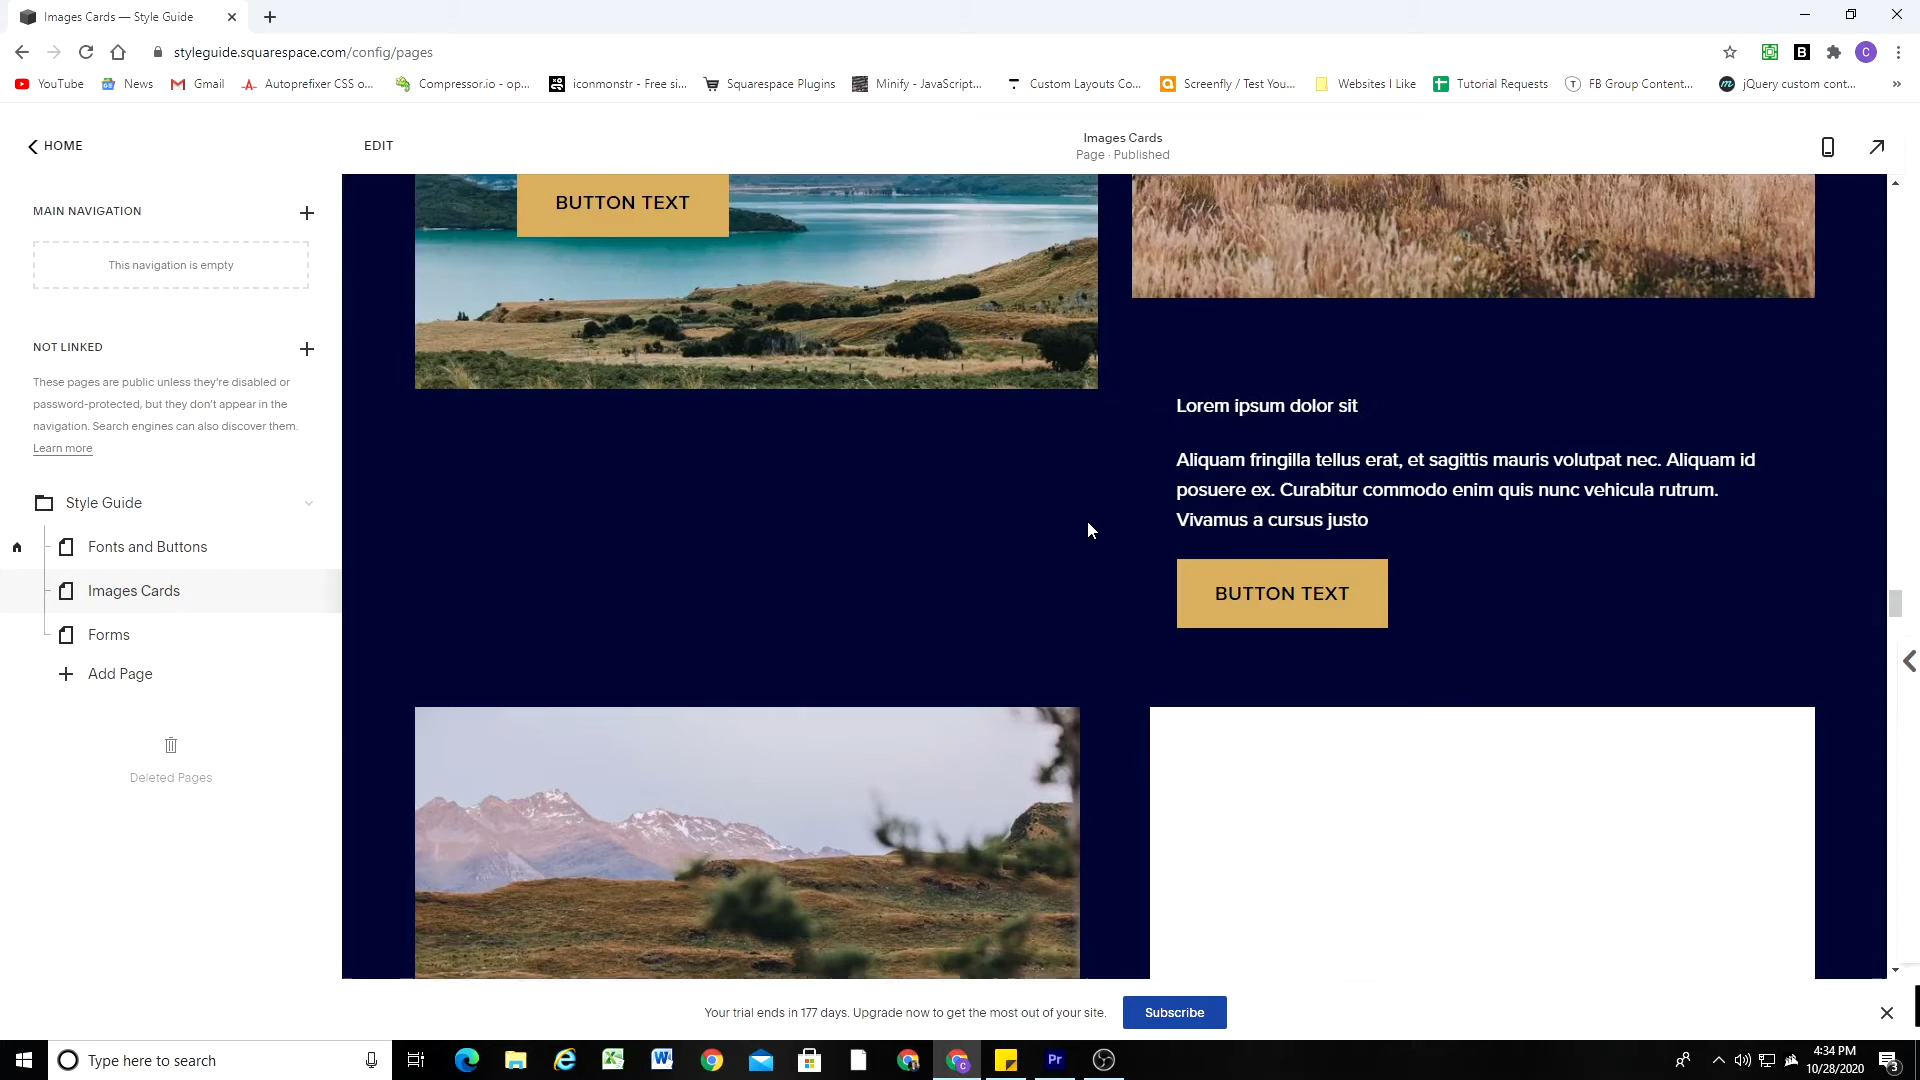 Images Cards — Style Guide
styleguide.squarespace.com/config/pages
C
YouTube
News
Gmail
Autoprefixer CSS o...
Compressor.io - op...
iconmonstr - Free si...
Squarespace Plugins
Minify - JavaScript...
Custom Layouts Co...
Screenfly / Test You...
Websites I Like
Tutorial Requests
FB Group Content...
jQuery custom cont...
»
HOME
EDIT
Images Cards
Page · Published
MAIN NAVIGATION
This navigation is empty
NOT LINKED
These pages are public unless they're disabled or
password-protected, but they don't appear in the
navigation. Search engines can also discover them.
Learn more
Style Guide
Fonts and Buttons
Images Cards
Forms
Add Page
Deleted Pages
BUTTON TEXT
Lorem ipsum dolor sit
Aliquam fringilla tellus erat, et sagittis mauris volutpat nec. Aliquam id
posuere ex. Curabitur commodo enim quis nunc vehicula rutrum.
Vivamus a cursus justo
BUTTON TEXT
Your trial ends in 177 days. Upgrade now to get the most out of your site.
Subscribe
Type here to search
Pr
4:34 PM
10/28/2020
3